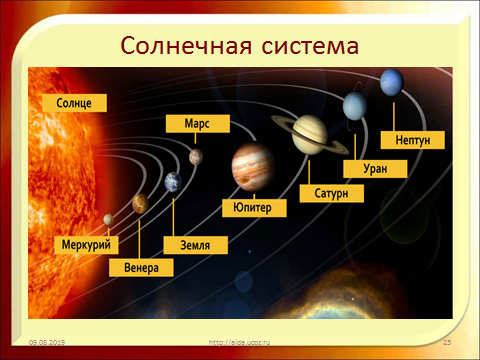 Солнечная система
Солнце
Марс
Нептун
Уран
Сатурн
Юпитер
Меркурий
Земля
Венера
09.08.2019 http://aida.ucoz.ru 25